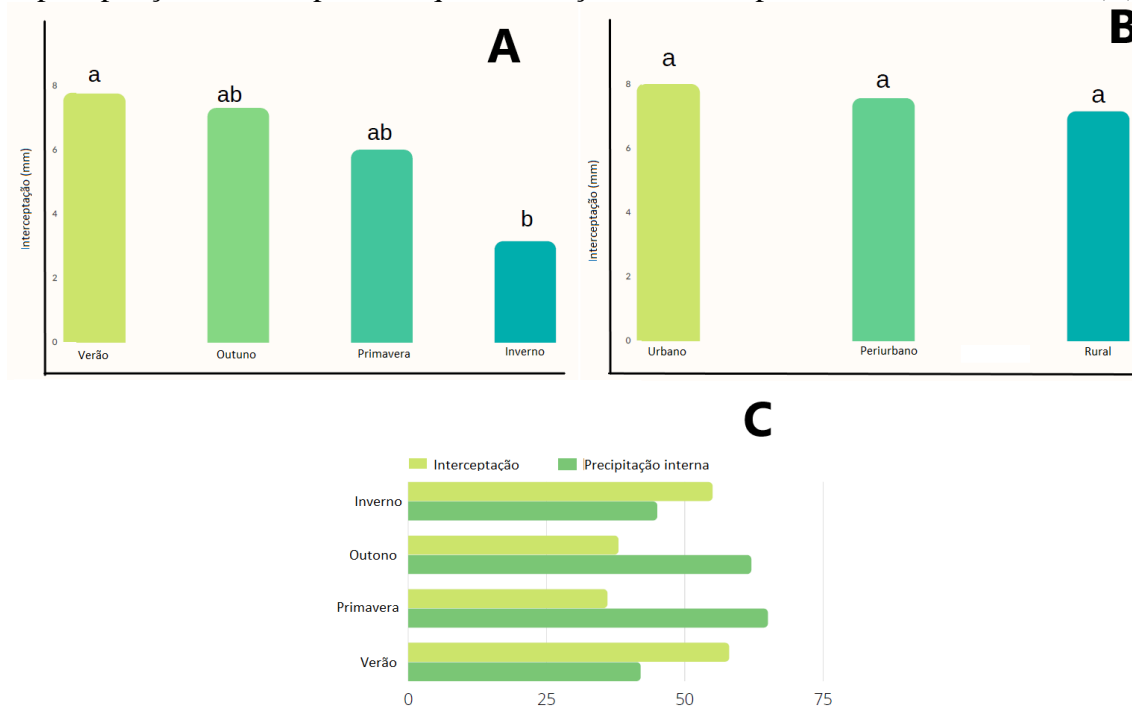 A
a
ab
ab
b
8
6
4
2
0
Interceptação (mm)
Verão
Outuno
Primavera
Inverno
B
a
a
a
8
6
4
2
0
Interceptação (mm)
Urbano
Periurbano
Rural
C
Interceptação Precipitação interna
Inverno
Outono
Primavera
Verão
0 25 50 75